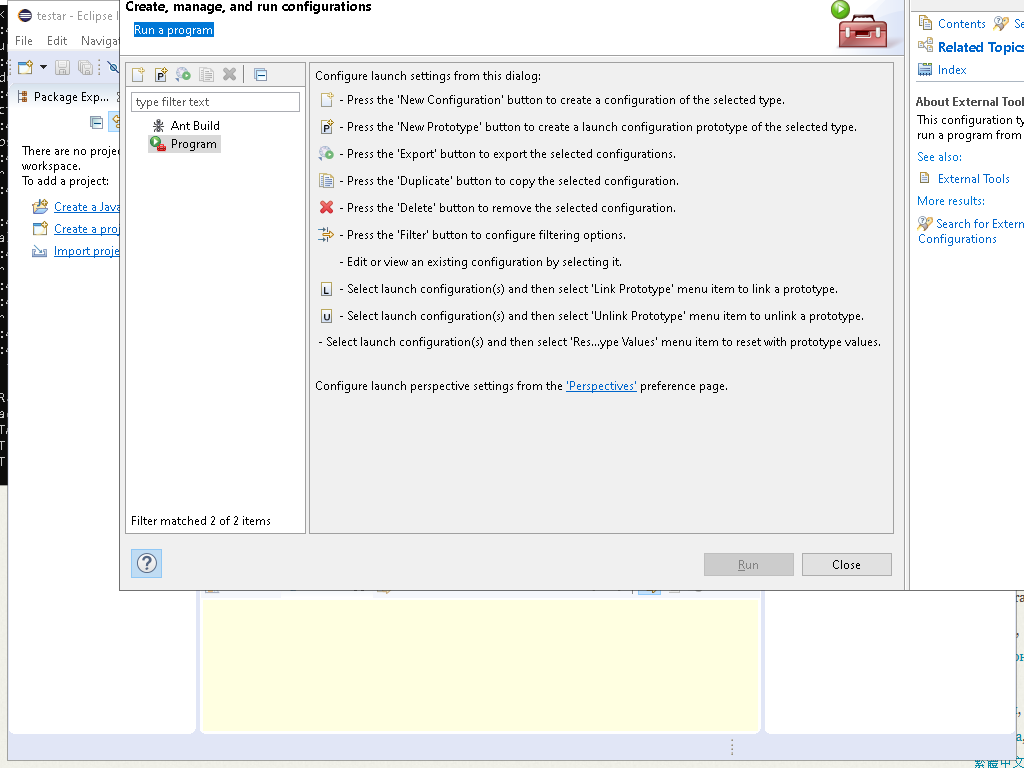 testar - Eclipse I
File Edit Navigat
Package Exp...
There are no projec
workspace.
To add a project:
Create a Java
Create a proj
Import proje
Create, manage, and run configurations
Run a program
type filter text
Ant Build
Program
Filter matched 2 of 2 items
Configure launch settings from this dialog:
- Press the 'New Configuration' button to create a configuration of the selected type.
- Press the 'New Prototype' button to create a launch configuration prototype of the selected type.
- Press the 'Export' button to export the selected configurations.
- Press the 'Duplicate' button to copy the selected configuration.
- Press the 'Delete' button to remove the selected configuration.
- Press the 'Filter' button to configure filtering options.
- Edit or view an existing configuration by selecting it.
L - Select launch configuration(s) and then select 'Link Prototype' menu item to link a prototype.
U - Select launch configuration(s) and then select 'Unlink Prototype' menu item to unlink a prototype.
- Select launch configuration(s) and then select 'Res...ype Values' menu item to reset with prototype values.
Configure launch perspective settings from the 'Perspectives' preference page.
Run
Close
Contents Se
Related Topics
Index
About External Tool
This configuration ty
run a program from
See also:
External Tools
More results:
Search for Extern
Configurations
繁體中文